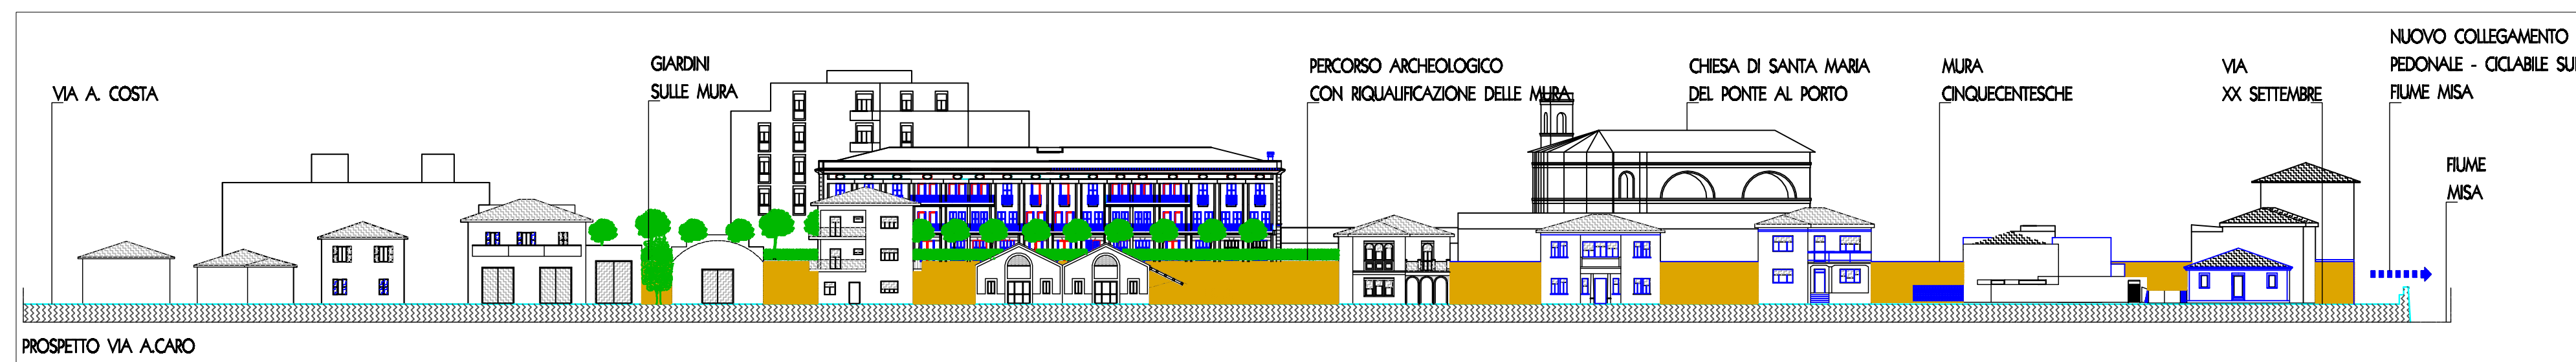 VIA A. COSTA
GIARDINI
SULLE MURA
PERCORSO ARCHEOLOGICO
CON RIQUALIFICAZIONE DELLE MURA
CHIESA DI SANTA MARIA
DEL PONTE AL PORTO
MURA
CINQUECENTESCHE
VIA
XX SETTEMBRE
NUOVO COLLEGAMENTO
PEDONALE - CICLABILE SUL
FIUME MISA
FIUME
MISA
PROSPETTO VIA A.CARO